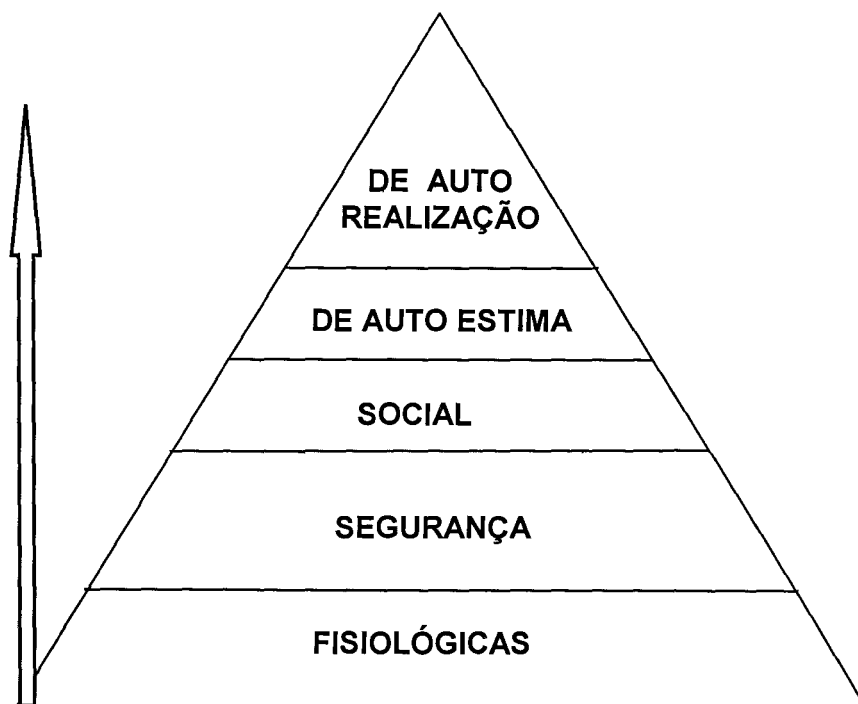 DE AUTO
REALIZAÇÃO
DE AUTO ESTIMA
SOCIAL
SEGURANÇA
FISIOLÓGICAS